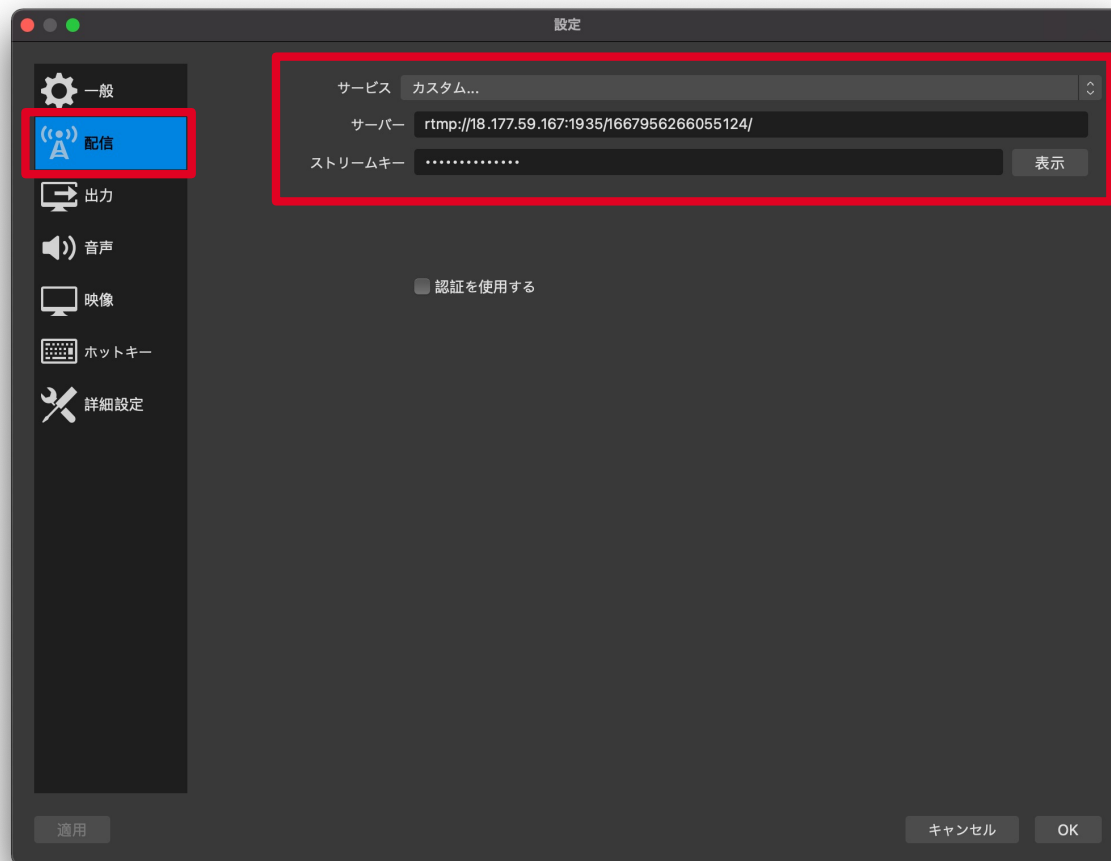 設定
一般
配信
出力
音声
映像
ホットキー
詳細設定
サービス カスタム...
サーバー rtmp://18.177.59.167:1935/1667956266055124/
ストリームキー •••••••••••••• 表示
認証を使用する
適用 キャンセル OK